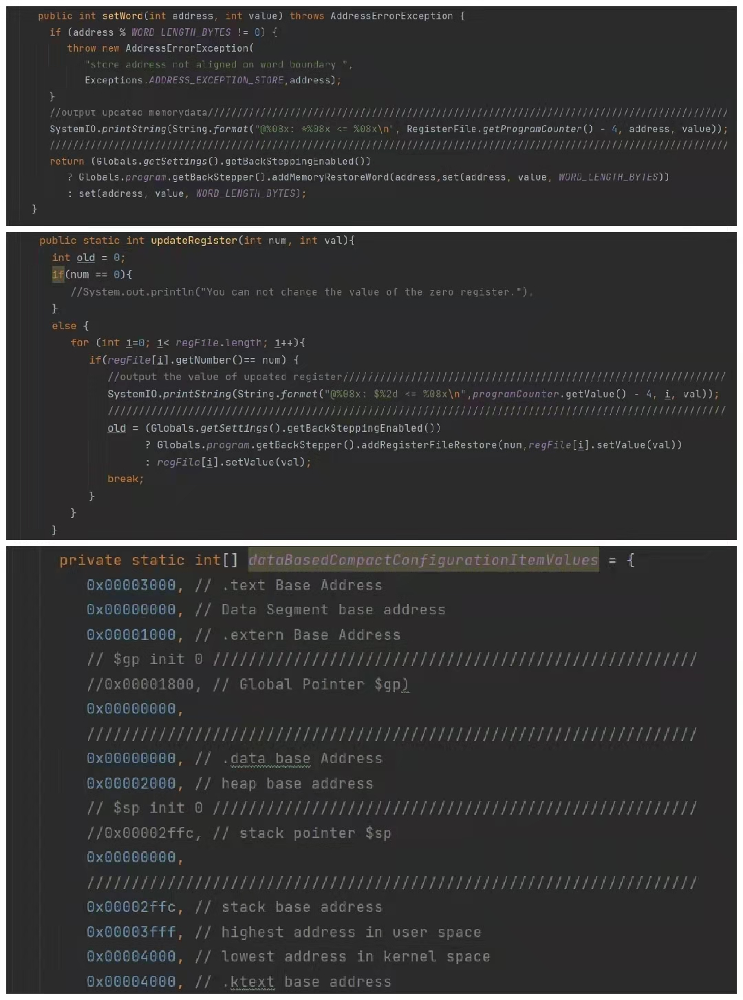 public int setWord(int address, int value) throws AddressErrorException {
if (address % WORD_LENGTH_BYTES != 0) {
throw new AddressErrorException(
"store address not aligned on word boundary ",
Exceptions.ADDRESS_EXCEPTION_STORE,address);
}
//output updated memorydata//////////////////////////////////////////////////////////////////////////////////////////
SystemIO.printString(String.format("@%08x: *%08x <= %08x\n", RegisterFile.getProgramCounter() - 4, address, value));
/////////////////////////////////////////////////////////////////////////////////////////////////////////////////////
return (Globals.getSettings().getBackSteppingEnabled())
? Globals.program.getBackStepper().addMemoryRestoreWord(address,set(address, value, WORD_LENGTH_BYTES))
: set(address, value, WORD_LENGTH_BYTES);
}
public static int updateRegister(int num, int val){
int old = 0;
if(num == 0){
//System.out.println("You can not change the value of the zero register.");
}
else {
for (int i=0; i< regFile.length; i++){
if(regFile[i].getNumber()== num) {
//output the value of updated register//////////////////////////////////////////////////////////////
SystemIO.printString(String.format("@%08x: $%2d <= %08x\n",programCounter.getValue() - 4, i, val));
////////////////////////////////////////////////////////////////////////////////////////////////////
old = (Globals.getSettings().getBackSteppingEnabled())
? Globals.program.getBackStepper().addRegisterFileRestore(num,regFile[i].setValue(val))
: regFile[i].setValue(val);
break;
}
}
}
private static int[] dataBasedCompactConfigurationItemValues = {
0x00003000, // .text Base Address
0x00000000, // Data Segment base address
0x00001000, // .extern Base Address
// $gp init 0 //////////////////////////////////////////////////////
//0x00001800, // Global Pointer $gp)
0x00000000,
////////////////////////////////////////////////////////////////////
0x00000000, // .data base Address
0x00002000, // heap base address
// $sp init 0 //////////////////////////////////////////////////////
//0x00002ffc, // stack pointer $sp
0x00000000,
////////////////////////////////////////////////////////////////////
0x00002ffc, // stack base address
0x00003fff, // highest address in user space
0x00004000, // lowest address in kernel space
0x00004000, // .ktext base address